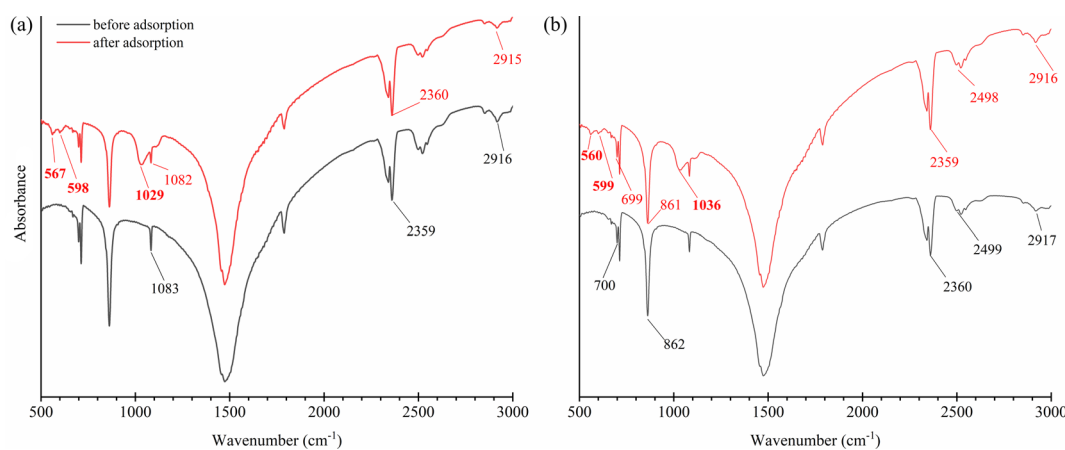 (a)
before adsorption
after adsorption
2915
2360
567
598
1029
1082
2916
2359
1083
Absorbance
500 1000 1500 2000 2500 3000
Wavenumber (cm-1)
(b)
2916
2498
2359
560
599
699
861
1036
2917
2499
2360
700
862
500 1000 1500 2000 2500 3000
Wavenumber (cm-1)